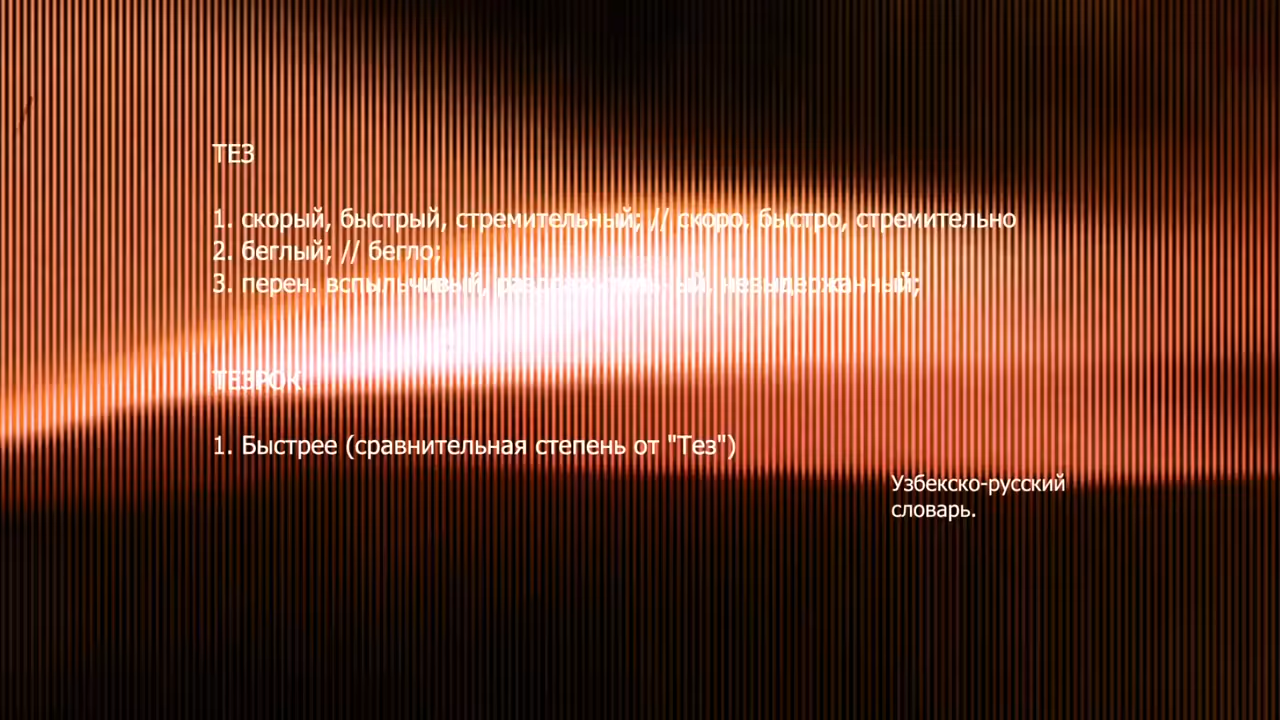 ТЕЗ
1. скорый, быстрый, стремительный; // скоро, быстро, стремительно
2. беглый; // бегло;
3. перен. вспыльчивый, раздражительный, невыдержанный;
ТЕЗРОК
1. Быстрее (сравнительная степень от "Тез")
Узбекско-русский
словарь.